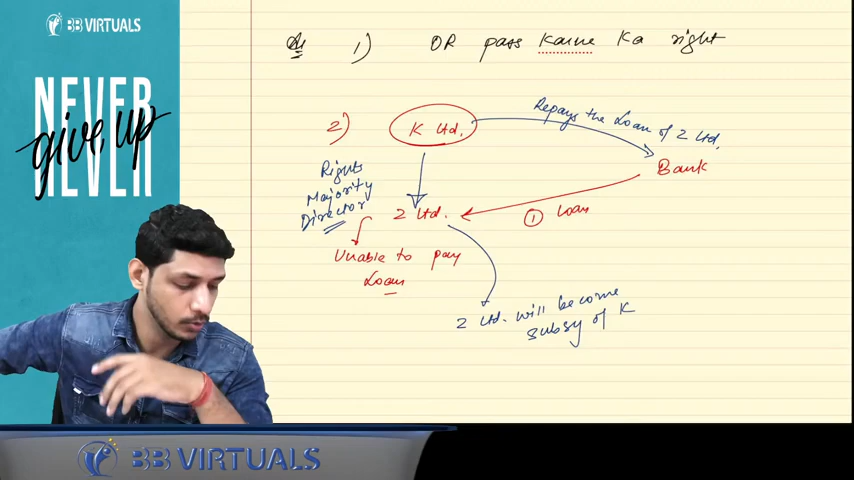 BB VIRTUALS
NEVER
give up
NEVER
1) OR pass Karne Ka right
2) K Ltd.
Repays the Loan of Z Ltd.
Bank
Rights
Majority
Director
Z Ltd.
① Loan
Unable to pay
Loan
Z Ltd. will become
subsy of K
BB VIRTUALS